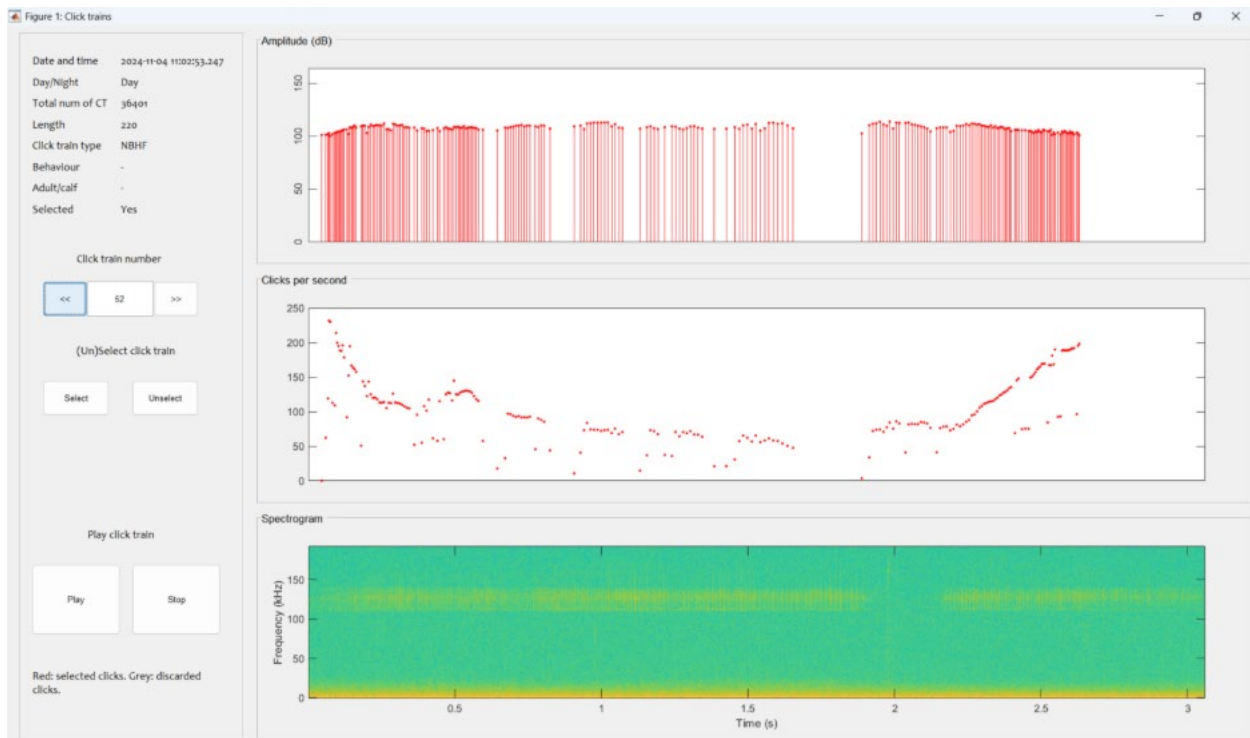 Figure 1: Click trains
Date and time 2024-11-04 11:02:53.247
Day/Night Day
Total num of CT 36401
Length 220
Click train type NBHF
Behaviour -
Adult/calf -
Selected Yes
Click train number
<< 52 >>
(Un)Select click train
Select Unselect
Play click train
Play Stop
Red: selected clicks. Grey: discarded
clicks.
Amplitude (dB)
150
100
50
0
Clicks per second
250
200
150
100
50
0
Spectrogram
Frequency (kHz)
150
100
50
0
0.5 1 1.5 2 2.5 3
Time (s)